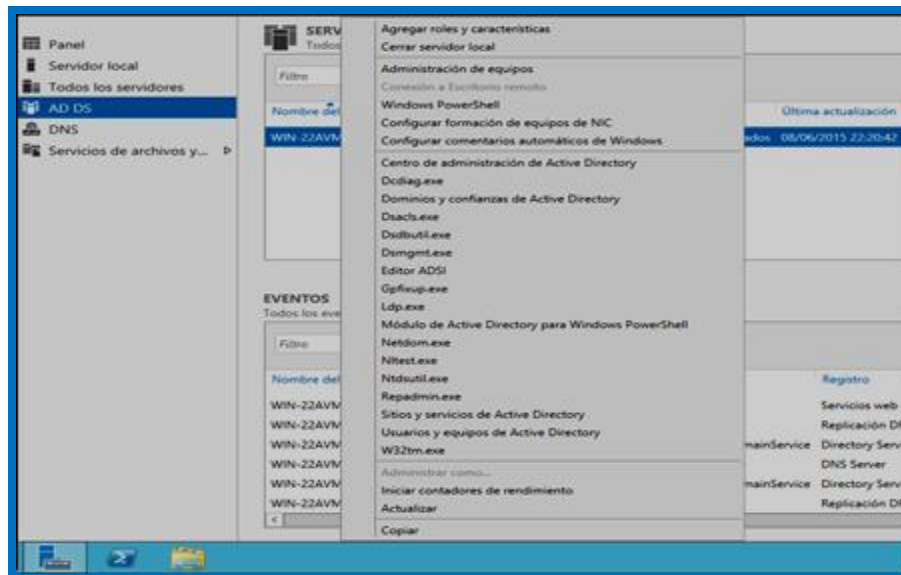 Panel
Servidor local
Todos los servidores
AD DS
DNS
Servicios de archivos y...
SERV
Todos
Filtro
Nombre del
Última actualización
WIN-22AVM
ados 08/06/2015 22:20:42
Agregar roles y características
Cerrar servidor local
Administración de equipos
Conexión a Escritorio remoto
Windows PowerShell
Configurar formación de equipos de NIC
Configurar comentarios automáticos de Windows
Centro de administración de Active Directory
Dcdiag.exe
Dominios y confianzas de Active Directory
Dsacls.exe
Dsdbutil.exe
Dsmgmt.exe
Editor ADSI
Gpfixup.exe
Ldp.exe
Módulo de Active Directory para Windows PowerShell
Netdom.exe
Nltest.exe
Ntdsutil.exe
Repadmin.exe
Sitios y servicios de Active Directory
Usuarios y equipos de Active Directory
W32tm.exe
Administrar como...
Iniciar contadores de rendimiento
Actualizar
Copiar
EVENTOS
Todos los eve
Filtro
Nombre del
Registro
WIN-22AVM
Servicios web
WIN-22AVM
Replicación DF
WIN-22AVM
mainService Directory Serv
WIN-22AVM
DNS Server
WIN-22AVM
mainService Directory Serv
WIN-22AVM
Replicación DF